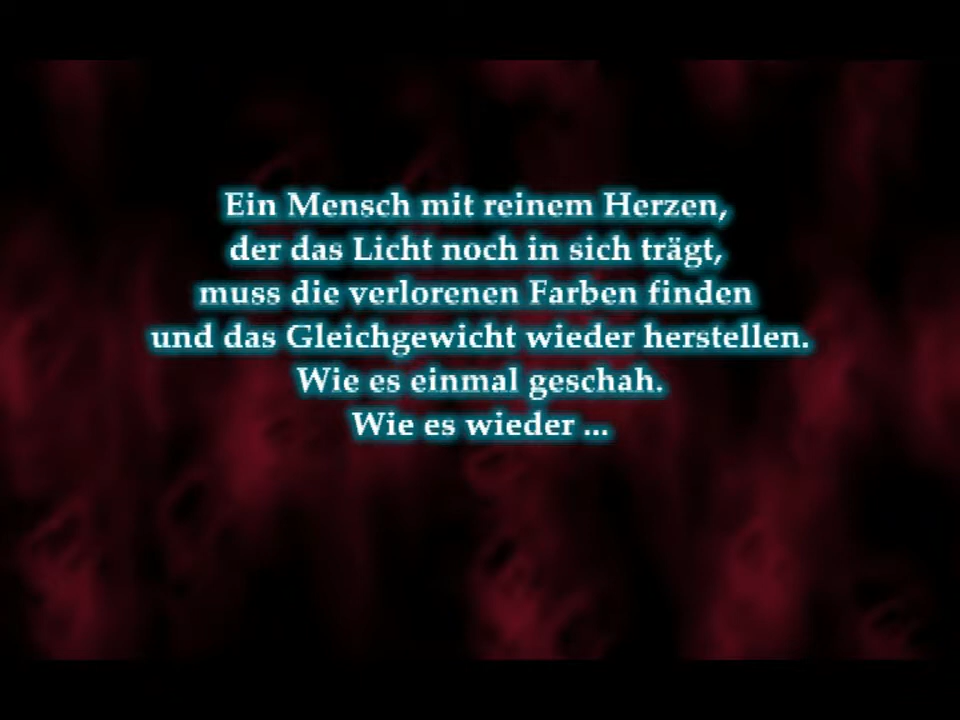 Ein Mensch mit reinem Herzen,
der das Licht noch in sich trägt,
muss die verlorenen Farben finden
und das Gleichgewicht wieder herstellen.
Wie es einmal geschah.
Wie es wieder ...